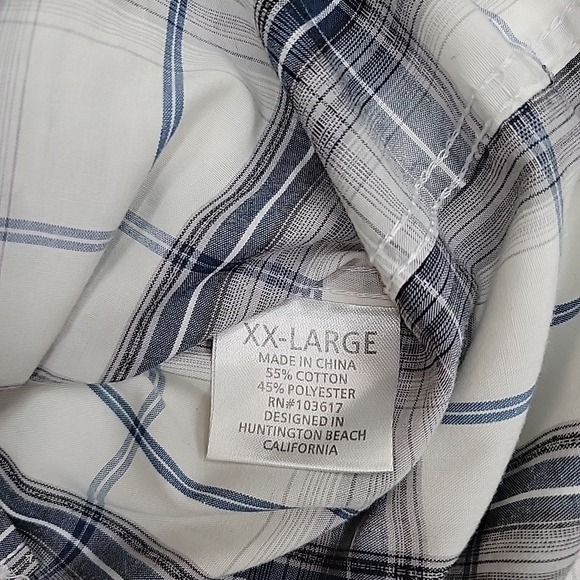 XX-LARGE
MADE IN CHINA
55% COTTON
45% POLYESTER
RN#103617
DESIGNED IN
HUNTINGTON BEACH
CALIFORNIA